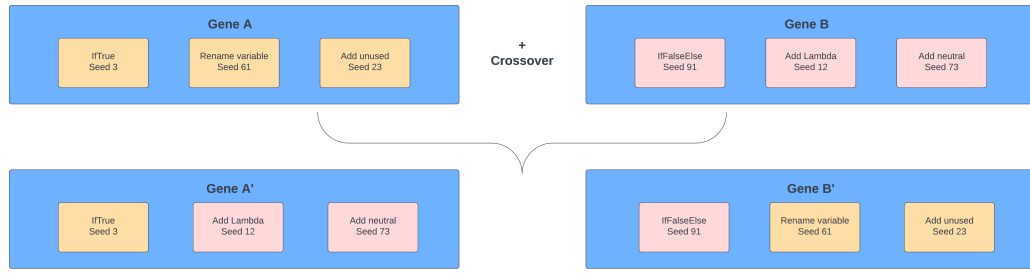 Gene A
IfTrue
Seed 3
Rename variable
Seed 61
Add unused
Seed 23
+
Crossover
Gene B
IfFalseElse
Seed 91
Add Lambda
Seed 12
Add neutral
Seed 73
Gene A'
IfTrue
Seed 3
Add Lambda
Seed 12
Add neutral
Seed 73
Gene B'
IfFalseElse
Seed 91
Rename variable
Seed 61
Add unused
Seed 23